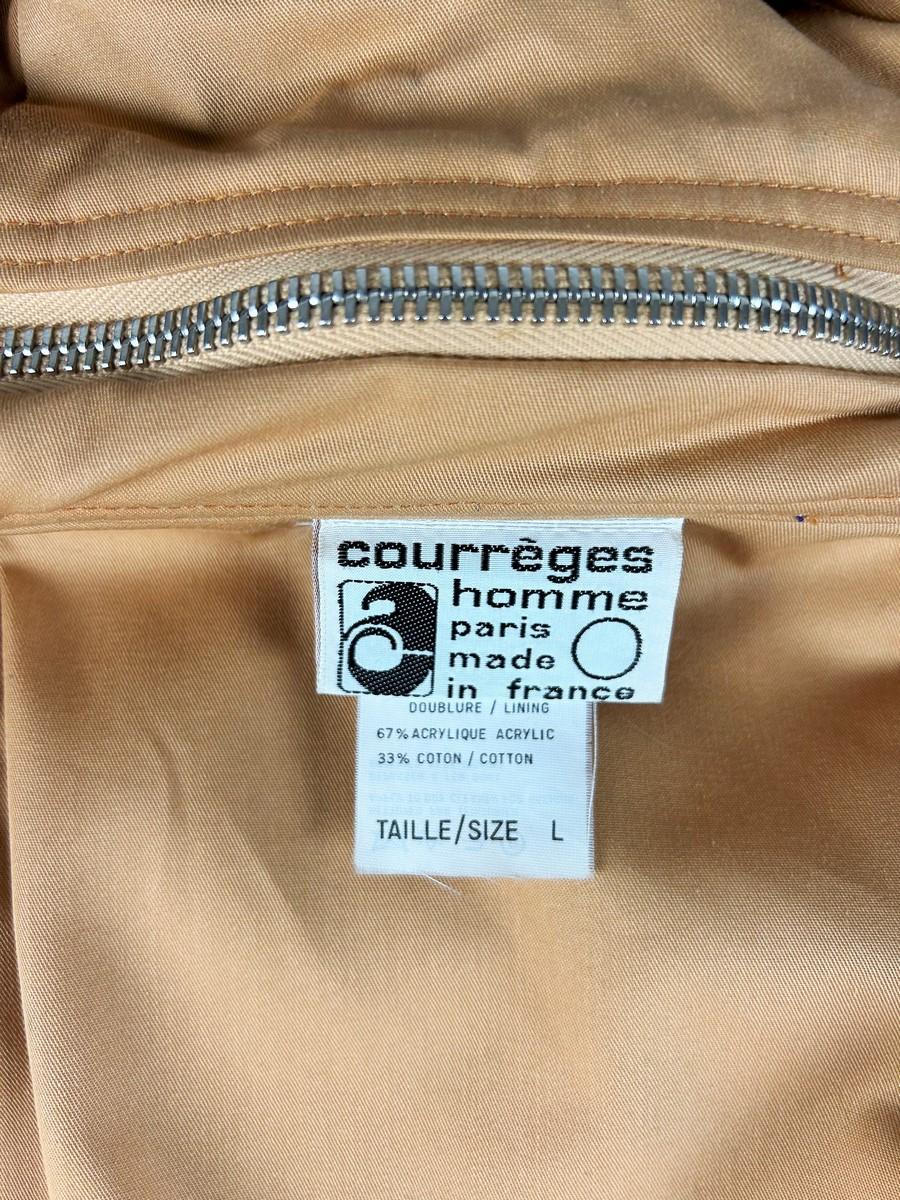 courrèges
homme
paris
made
in france
DOUBLURE / LINING
67% ACRYLIQUE ACRYLIC
33% COTON / COTTON
TAILLE/SIZE L